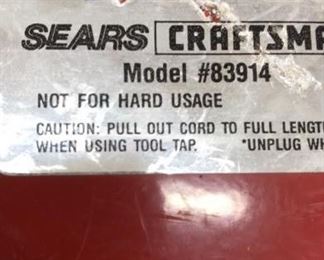 SEARS CRAFTSMA
Model #83914
NOT FOR HARD USAGE
CAUTION: PULL OUT CORD TO FULL LENGT
WHEN USING TOOL TAP. *UNPLUG WH